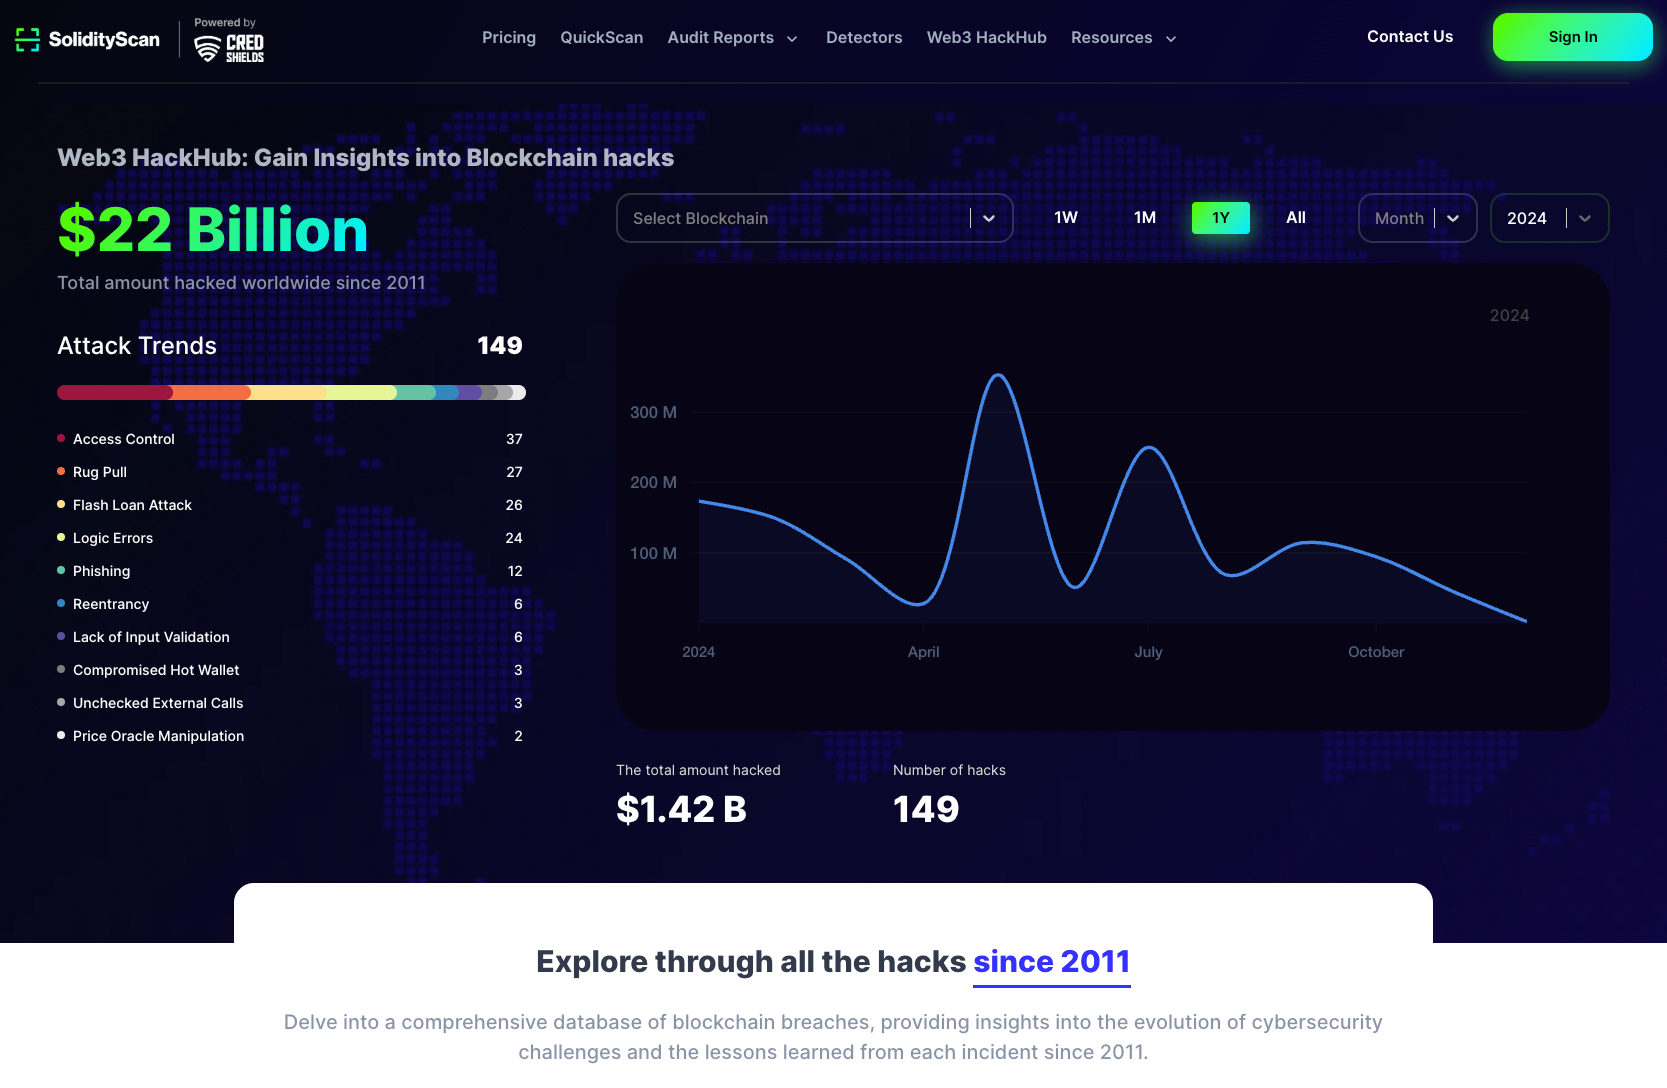 SolidityScan
Powered by
CRED
SHIELDS
Pricing
QuickScan
Audit Reports
Detectors
Web3 HackHub
Resources
Contact Us
Sign In
Web3 HackHub: Gain Insights into Blockchain hacks
$22 Billion
Total amount hacked worldwide since 2011
Attack Trends 149
Access Control 37
Rug Pull 27
Flash Loan Attack 26
Logic Errors 24
Phishing 12
Reentrancy 6
Lack of Input Validation 6
Compromised Hot Wallet 3
Unchecked External Calls 3
Price Oracle Manipulation 2
Select Blockchain
1W
1M
1Y
All
Month
2024
2024
300 M
200 M
100 M
2024
April
July
October
The total amount hacked
$1.42 B
Number of hacks
149
Explore through all the hacks since 2011
Delve into a comprehensive database of blockchain breaches, providing insights into the evolution of cybersecurity
challenges and the lessons learned from each incident since 2011.